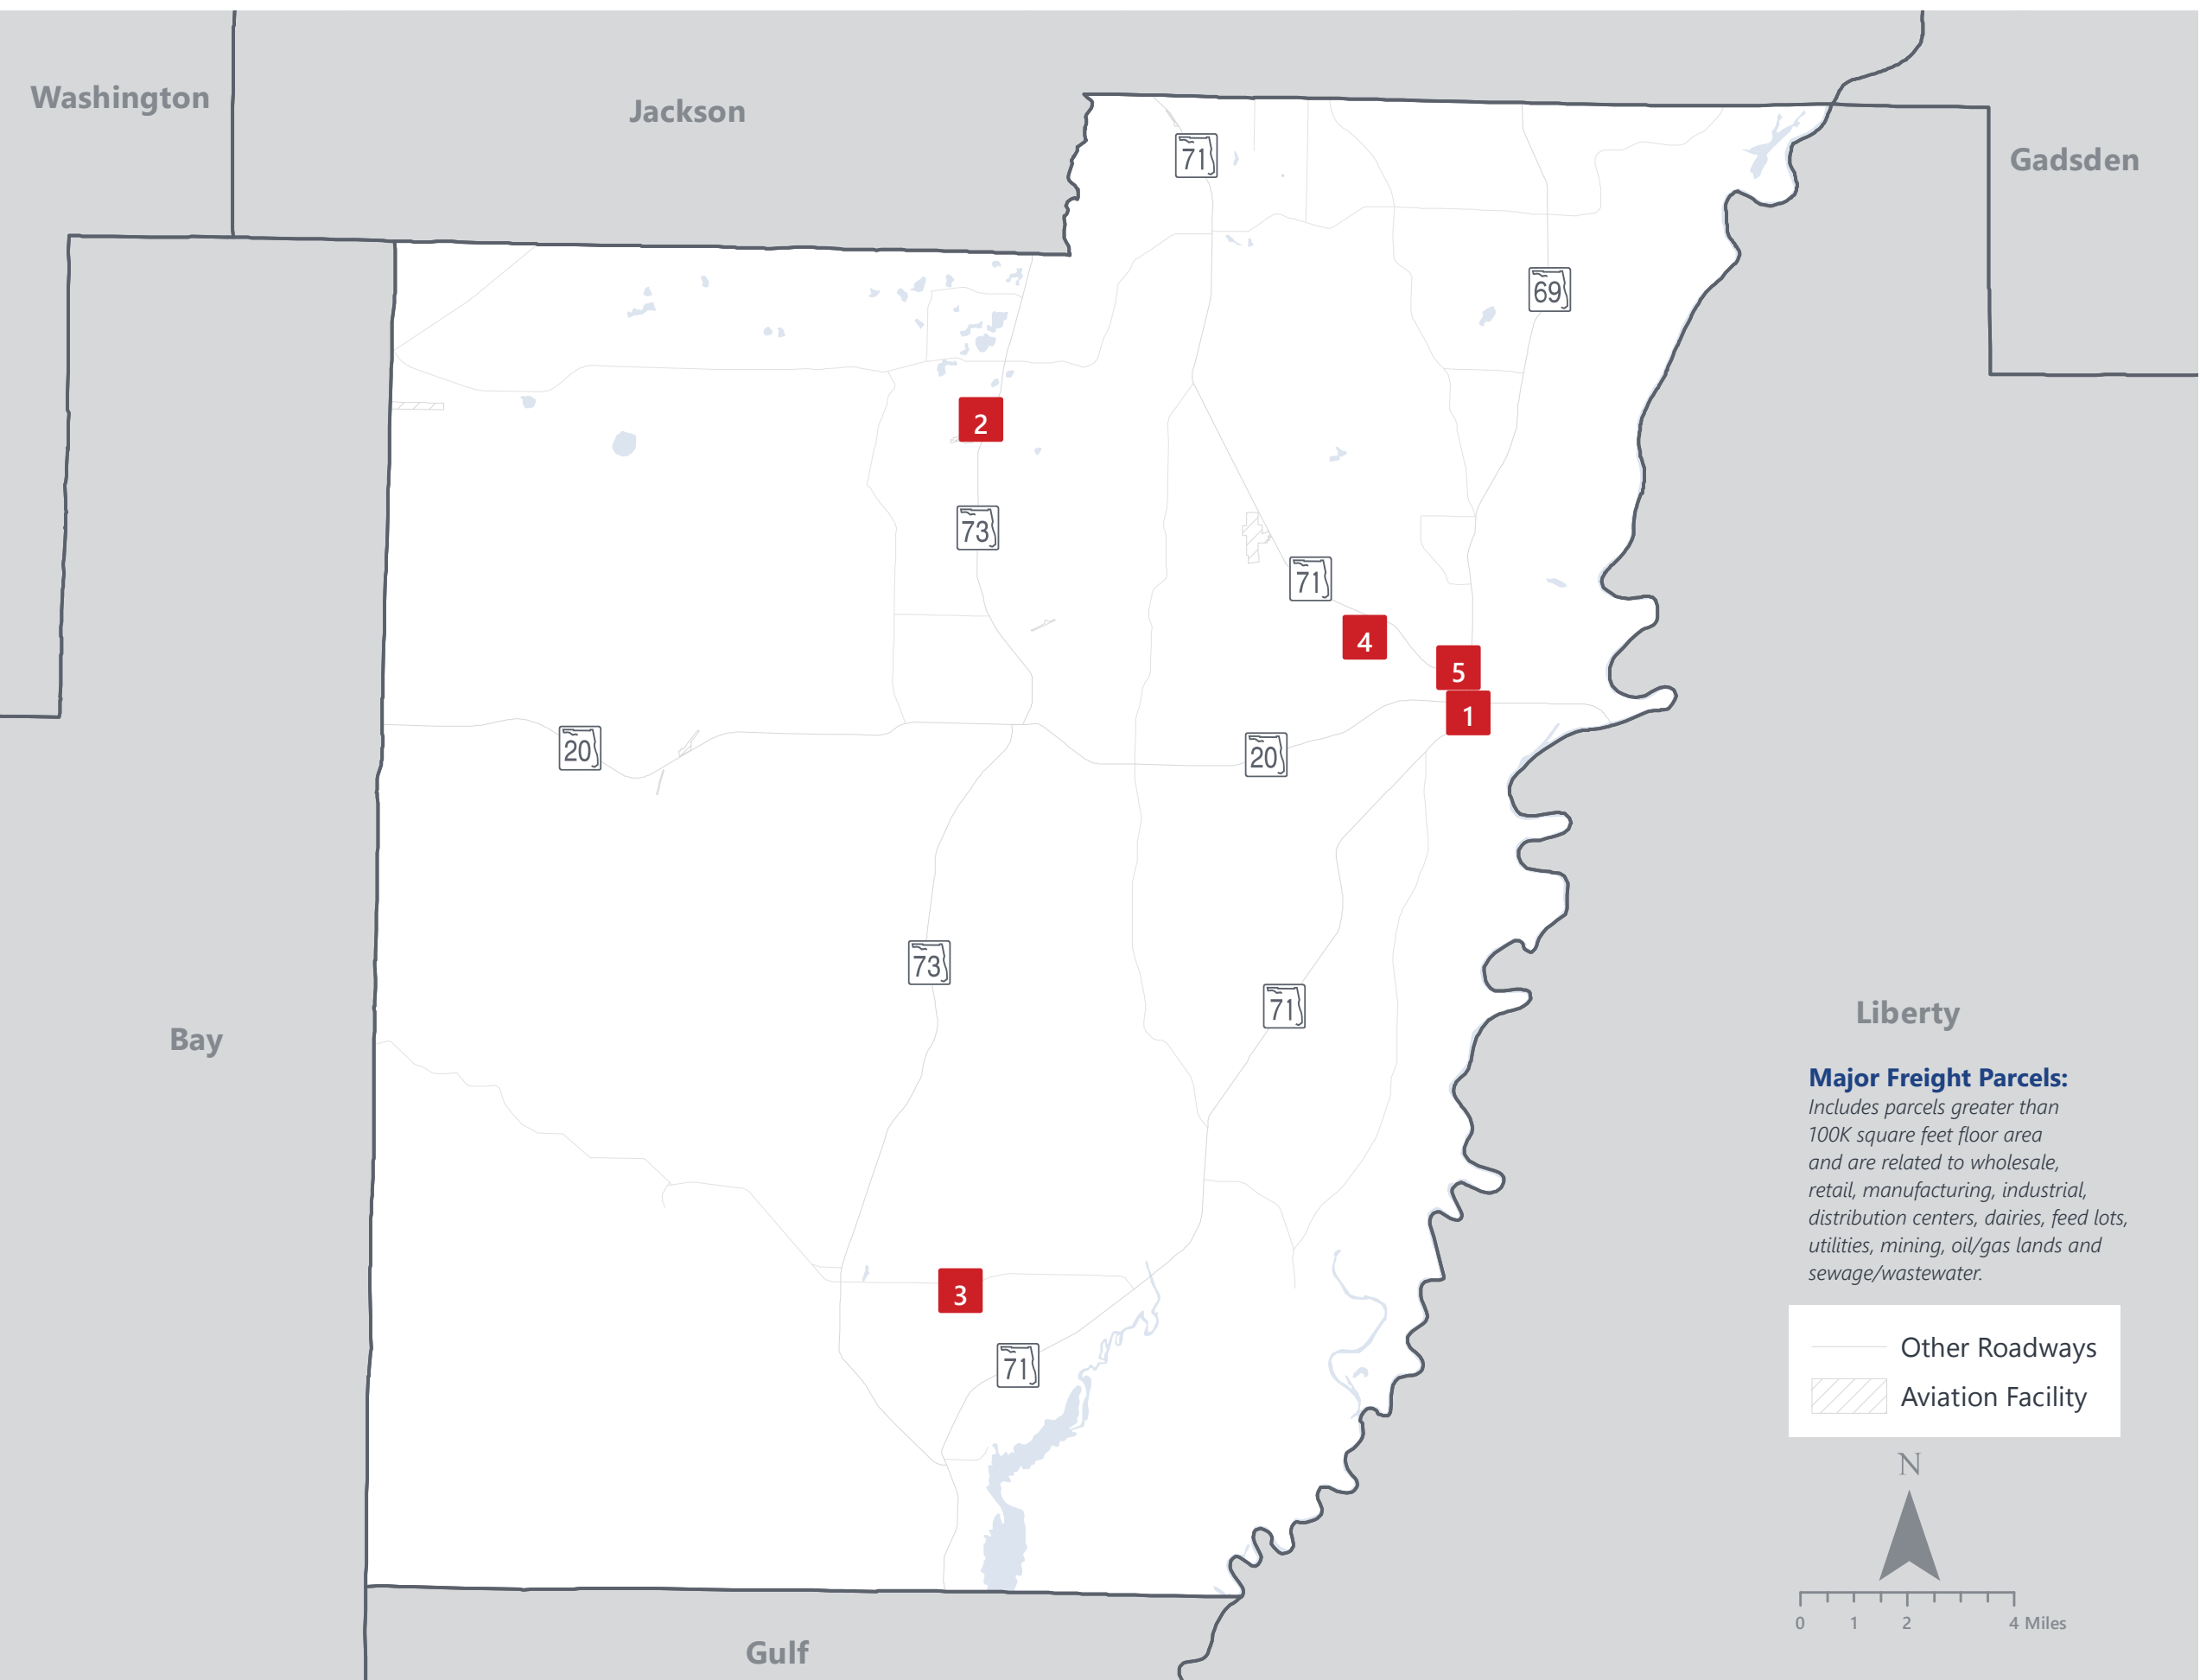 Washington
Jackson
Gadsden
71
69
2
73
71
4
5
1
20
20
73
71
Liberty
Bay
Major Freight Parcels:
Includes parcels greater than
100K square feet floor area
and are related to wholesale,
retail, manufacturing, industrial,
distribution centers, dairies, feed lots,
utilities, mining, oil/gas lands and
sewage/wastewater.
3
71
Other Roadways
Aviation Facility
N
0 1 2 4 Miles
Gulf